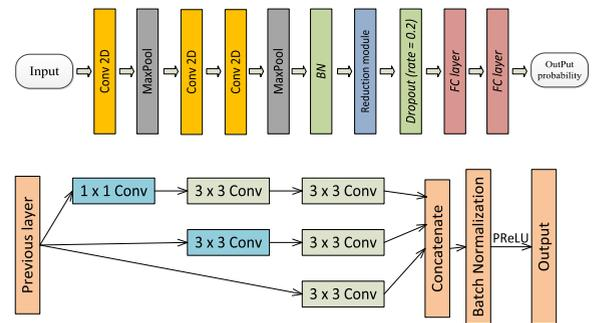 Input
Conv 2D
MaxPool
Conv 2D
Conv 2D
MaxPool
BN
Reduction module
Dropout (rate = 0.2)
FC layer
FC layer
OutPut
probability
Previous layer
1 x 1 Conv
3 x 3 Conv
3 x 3 Conv
3 x 3 Conv
3 x 3 Conv
3 x 3 Conv
Concatenate
Batch Normalization
PReLU
Output